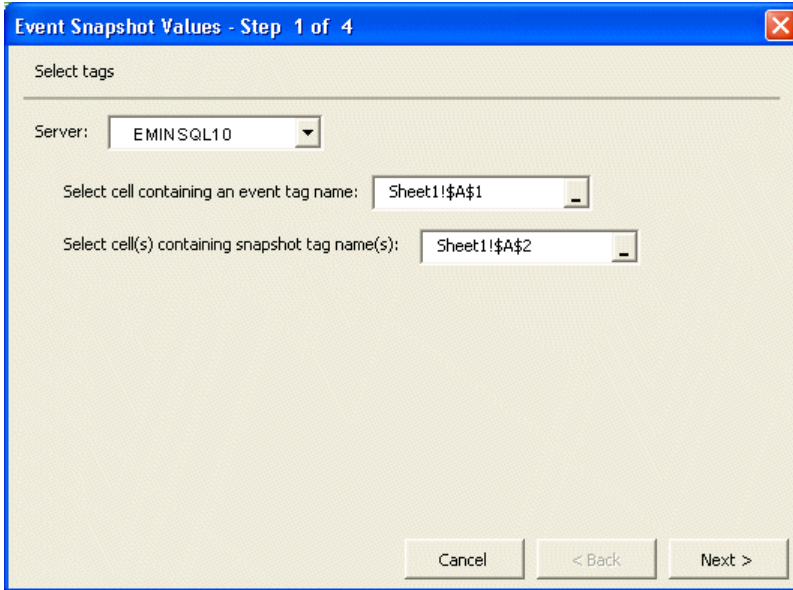 Event Snapshot Values - Step 1 of 4
Select tags
Server: EMINSQL10
Select cell containing an event tag name: Sheet1!$A$1
Select cell(s) containing snapshot tag name(s): Sheet1!$A$2
Cancel < Back Next >